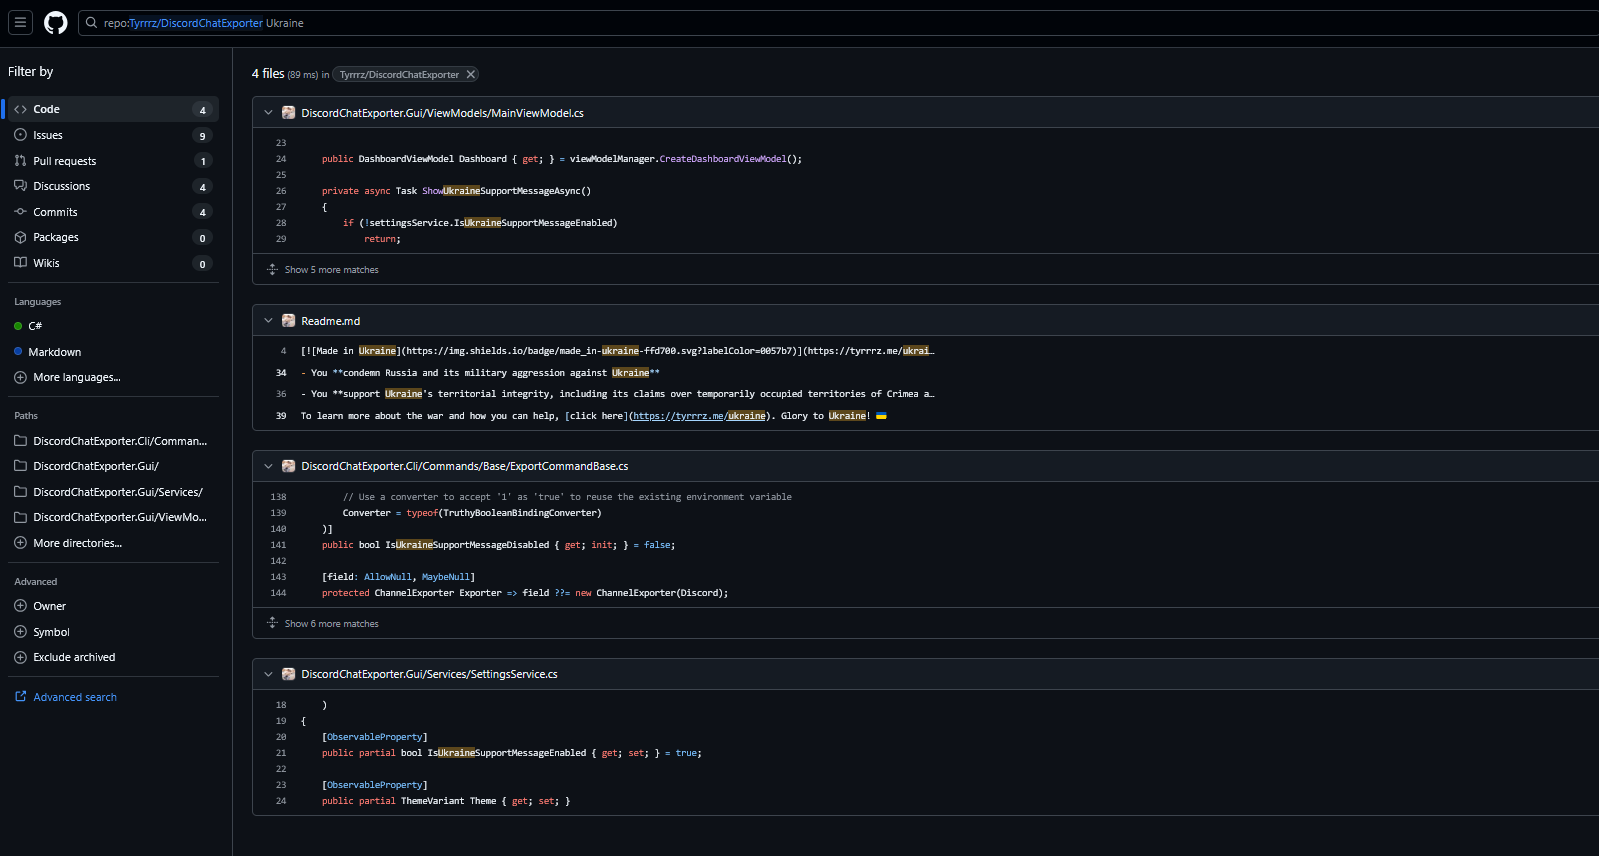 repo:Tyrrrz/DiscordChatExporter Ukraine
Filter by
Code 4
Issues 9
Pull requests 1
Discussions 4
Commits 4
Packages 0
Wikis 0
Languages
C#
Markdown
More languages...
Paths
DiscordChatExporter.Cli/Comman...
DiscordChatExporter.Gui/
DiscordChatExporter.Gui/Services/
DiscordChatExporter.Gui/ViewMo...
More directories...
Advanced
Owner
Symbol
Exclude archived
Advanced search
4 files (89 ms) in Tyrrrz/DiscordChatExporter
DiscordChatExporter.Gui/ViewModels/MainViewModel.cs
23
24 public DashboardViewModel Dashboard { get; } = viewModelManager.CreateDashboardViewModel();
25
26 private async Task ShowUkraineSupportMessageAsync()
27 {
28 if (!settingsService.IsUkraineSupportMessageEnabled)
29 return;
Show 5 more matches
Readme.md
4 [![Made in Ukraine](https://img.shields.io/badge/made_in-ukraine-ffd700.svg?labelColor=0057b7)](https://tyrrrz.me/ukrai…
34 - You **condemn Russia and its military aggression against Ukraine**
36 - You **support Ukraine's territorial integrity, including its claims over temporarily occupied territories of Crimea a…
39 To learn more about the war and how you can help, [click here](https://tyrrrz.me/ukraine). Glory to Ukraine! 🇺🇦
DiscordChatExporter.Cli/Commands/Base/ExportCommandBase.cs
138 // Use a converter to accept '1' as 'true' to reuse the existing environment variable
139 Converter = typeof(TruthyBooleanBindingConverter)
140 )]
141 public bool IsUkraineSupportMessageDisabled { get; init; } = false;
142
143 [field: AllowNull, MaybeNull]
144 protected ChannelExporter Exporter => field ??= new ChannelExporter(Discord);
Show 6 more matches
DiscordChatExporter.Gui/Services/SettingsService.cs
18 )
19 {
20 [ObservableProperty]
21 public partial bool IsUkraineSupportMessageEnabled { get; set; } = true;
22
23 [ObservableProperty]
24 public partial ThemeVariant Theme { get; set; }